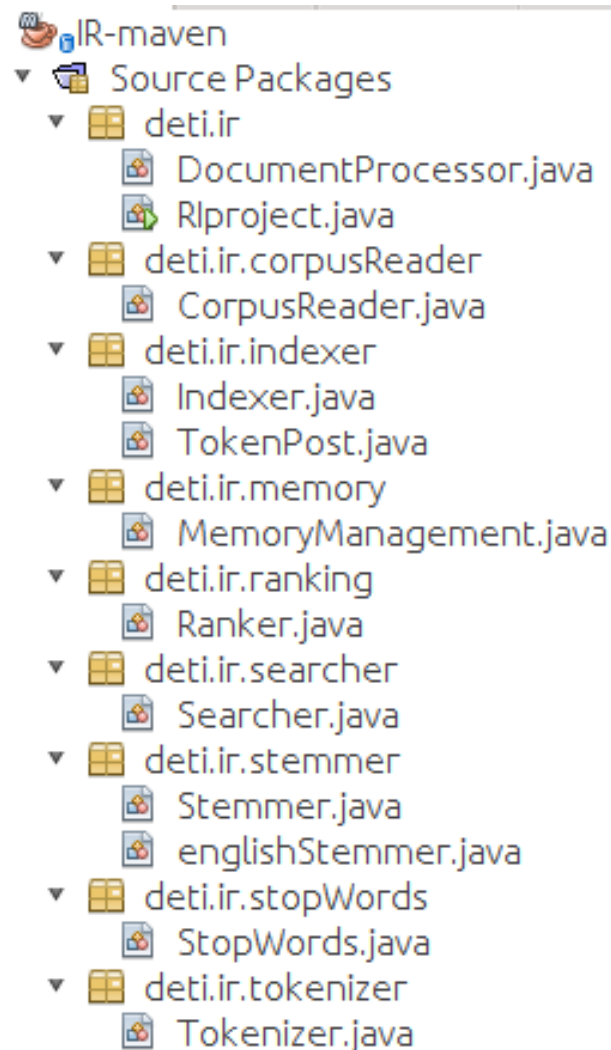 IR-maven
Source Packages
deti.ir
DocumentProcessor.java
RIproject.java
deti.ir.corpusReader
CorpusReader.java
deti.ir.indexer
Indexer.java
TokenPost.java
deti.ir.memory
MemoryManagement.java
deti.ir.ranking
Ranker.java
deti.ir.searcher
Searcher.java
deti.ir.stemmer
Stemmer.java
englishStemmer.java
deti.ir.stopWords
StopWords.java
deti.ir.tokenizer
Tokenizer.java